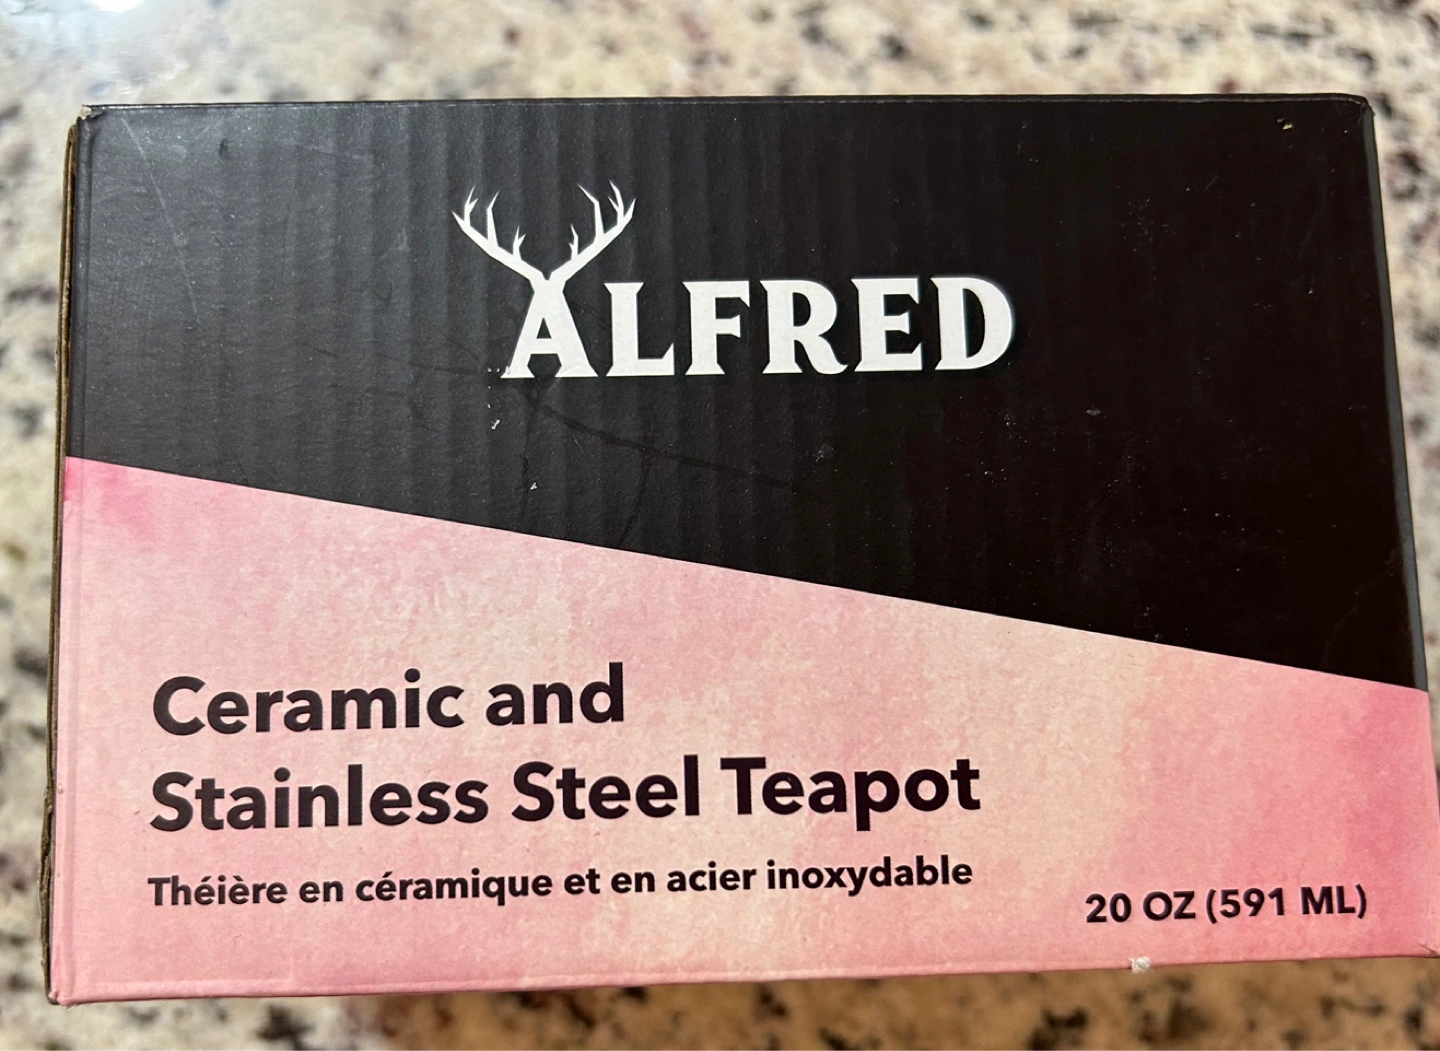 ALFRED
Ceramic and
Stainless Steel Teapot
Théière en céramique et en acier inoxydable
20 OZ (591 ML)